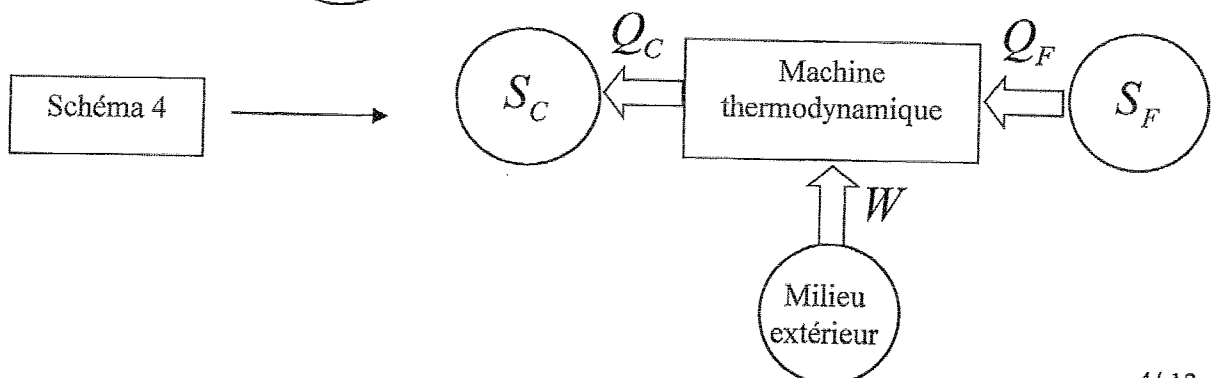 Schéma 4
S_C
Q_C
Machine
thermodynamique
Q_F
S_F
W
Milieu
extérieur